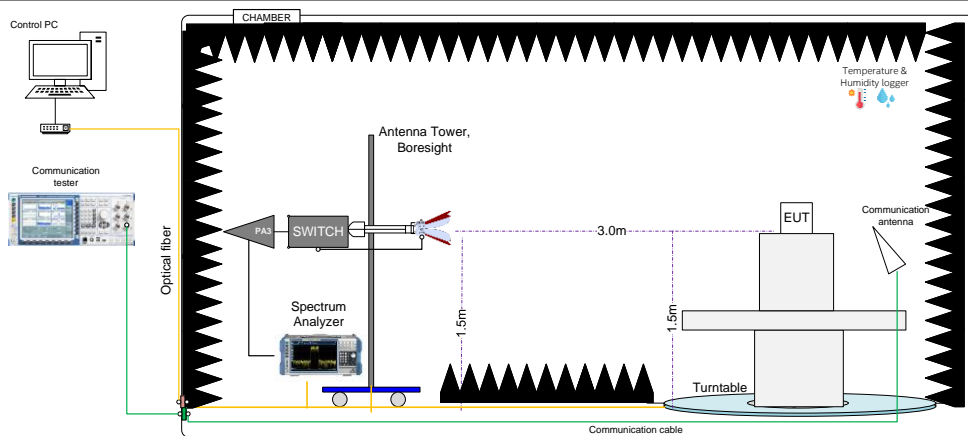 CHAMBER
Control PC
Temperature &
Humidity logger
Antenna Tower,
Boresight
Communication
tester
Optical fiber
PA3
SWITCH
3.0m
EUT
Communication
antenna
1.5m
1.5m
Spectrum
Analyzer
Turntable
Communication cable